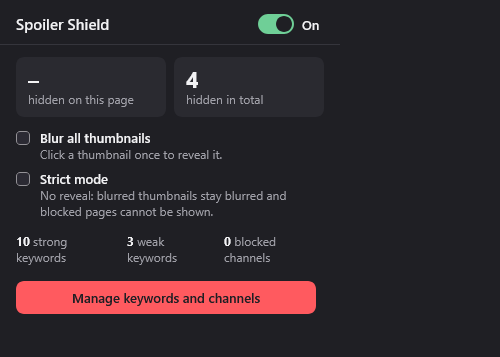 Spoiler Shield
On
–
hidden on this page
4
hidden in total
Blur all thumbnails
Click a thumbnail once to reveal it.
Strict mode
No reveal: blurred thumbnails stay blurred and
blocked pages cannot be shown.
10 strong
keywords
3 weak
keywords
0 blocked
channels
Manage keywords and channels